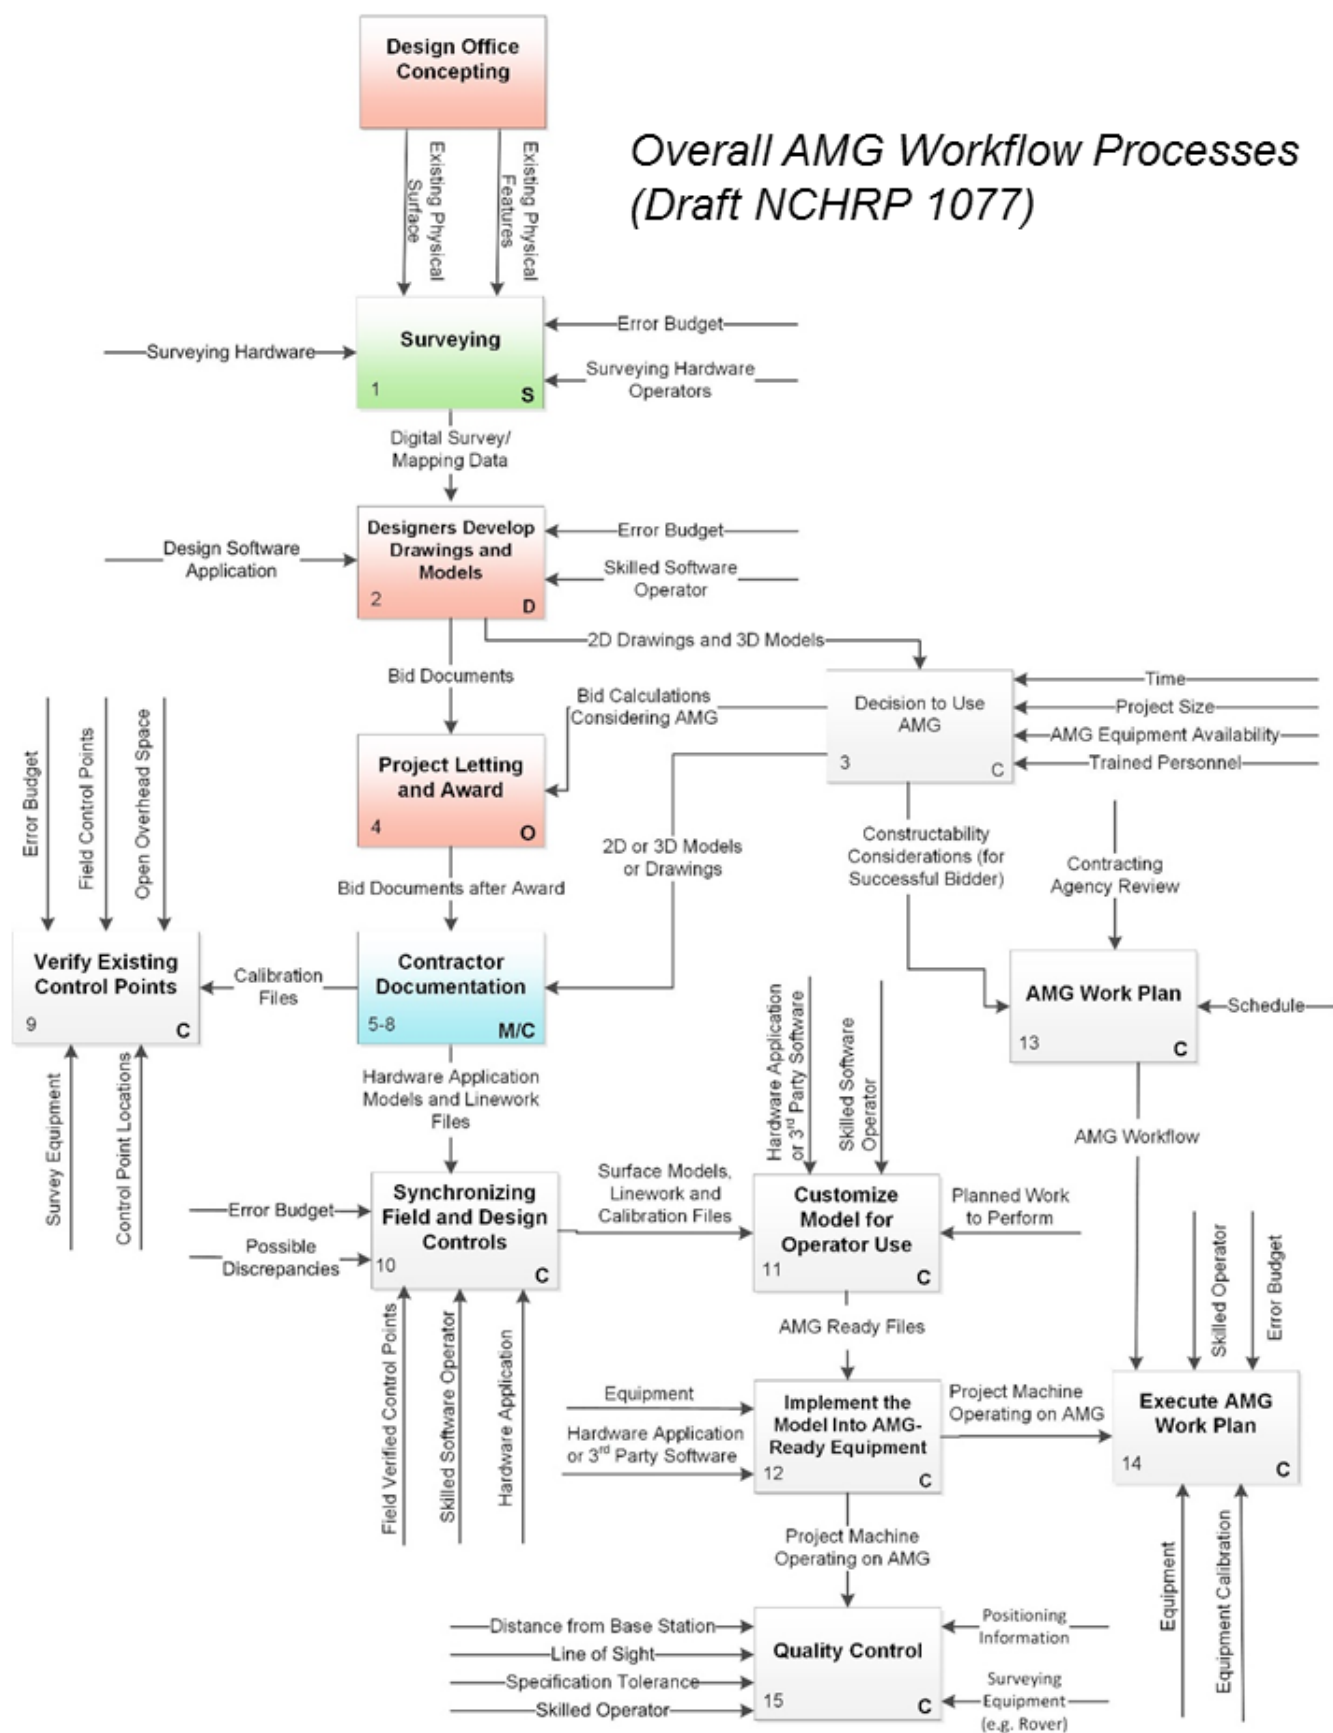 Design Office
Concepting
Overall AMG Workflow Processes
(Draft NCHRP 1077)
Existing Physical
Surface
Existing Physical
Features
Surveying
1
S
Surveying Hardware
Error Budget
Surveying Hardware
Operators
Digital Survey/
Mapping Data
Designers Develop
Drawings and
Models
2
D
Design Software
Application
Error Budget
Skilled Software
Operator
2D Drawings and 3D Models
Bid Documents
Bid Calculations
Considering AMG
Decision to Use
AMG
3
C
Time
Project Size
AMG Equipment Availability
Trained Personnel
Project Letting
and Award
4
O
Error Budget
Field Control Points
Open Overhead Space
2D or 3D Models
or Drawings
Constructability
Considerations (for
Successful Bidder)
Contracting
Agency Review
Bid Documents after Award
Verify Existing
Control Points
9
C
Calibration
Files
Contractor
Documentation
5-8
M/C
AMG Work Plan
13
C
Schedule
Survey Equipment
Control Point Locations
Hardware Application
Models and Linework
Files
Hardware Application
or 3rd Party Software
Skilled Software
Operator
AMG Workflow
Error Budget
Possible
Discrepancies
Synchronizing
Field and Design
Controls
10
C
Surface Models,
Linework and
Calibration Files
Customize
Model for
Operator Use
11
C
Planned Work
to Perform
Skilled Operator
Error Budget
Field Verified Control Points
Skilled Software Operator
Hardware Application
AMG Ready Files
Equipment
Hardware Application
or 3rd Party Software
Implement the
Model Into AMG-
Ready Equipment
12
C
Project Machine
Operating on AMG
Execute AMG
Work Plan
14
C
Equipment
Equipment Calibration
Project Machine
Operating on AMG
Distance from Base Station
Line of Sight
Specification Tolerance
Skilled Operator
Quality Control
15
C
Positioning
Information
Surveying
Equipment
(e.g. Rover)